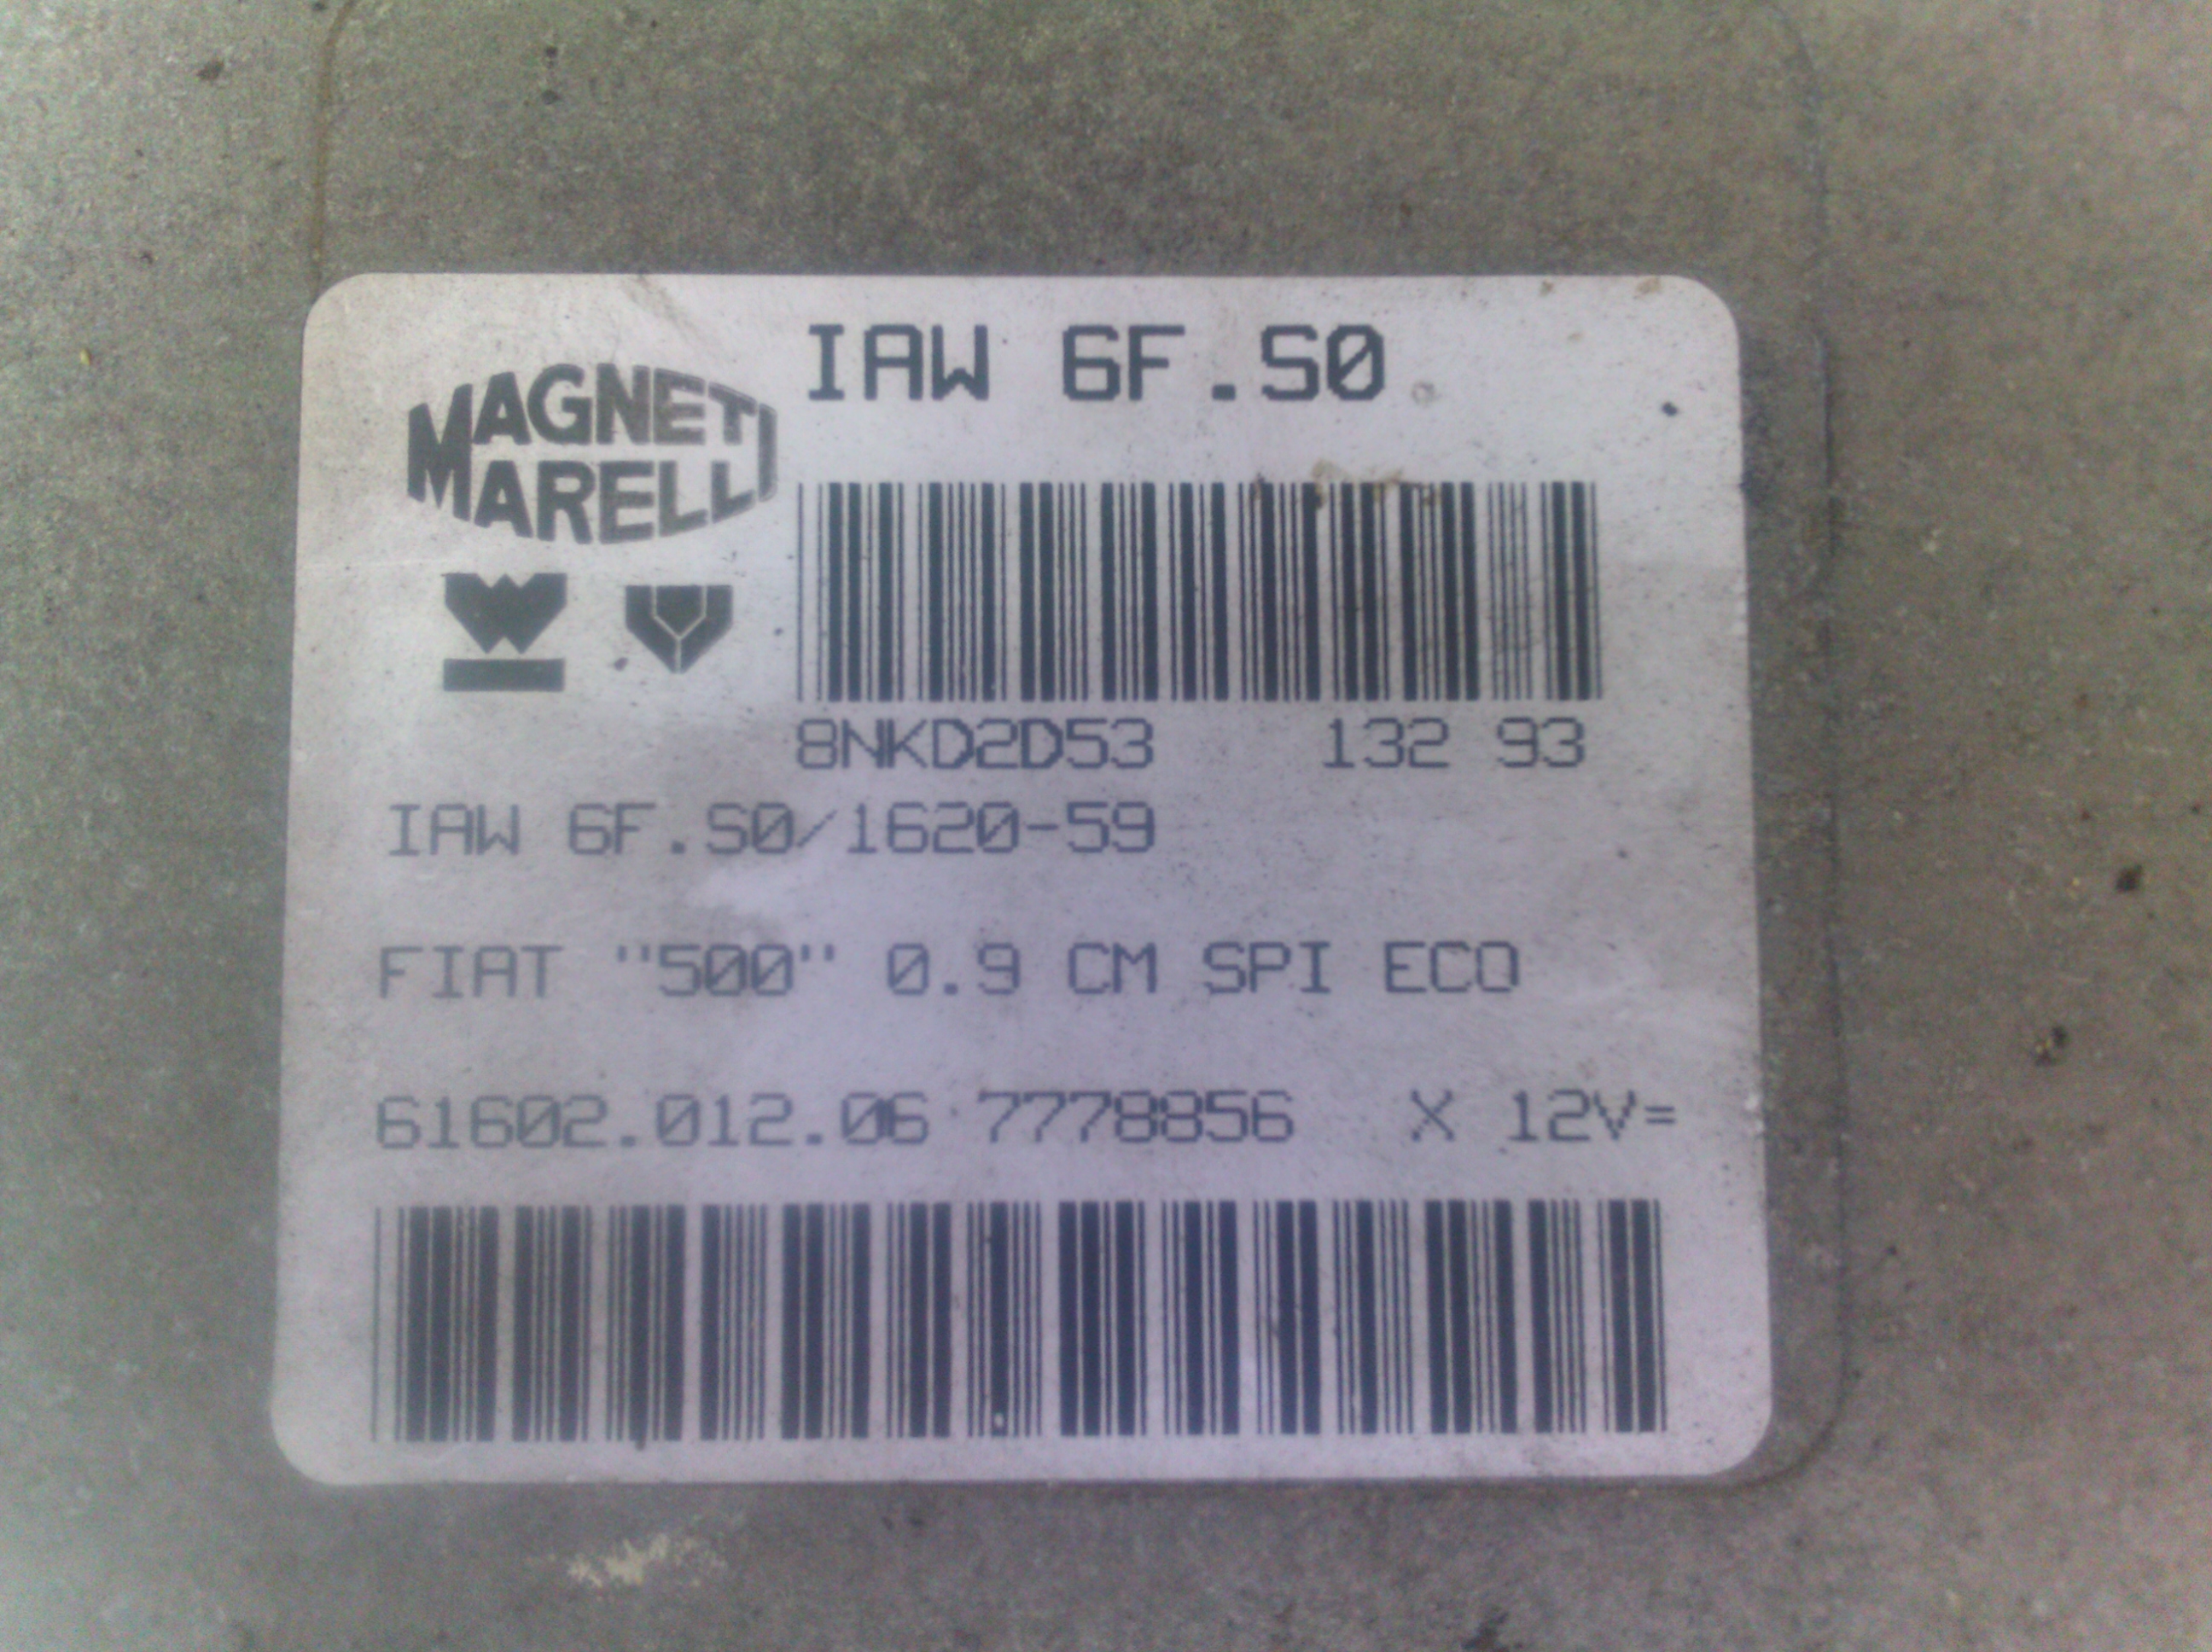 IAW 6F.S0
MAGNETI
MARELLI
8NKD2D53 132 93
IAW 6F.S0/1620-59
FIAT "500" 0.9 CM SPI ECO
61602.012.06 7778856 X 12V=